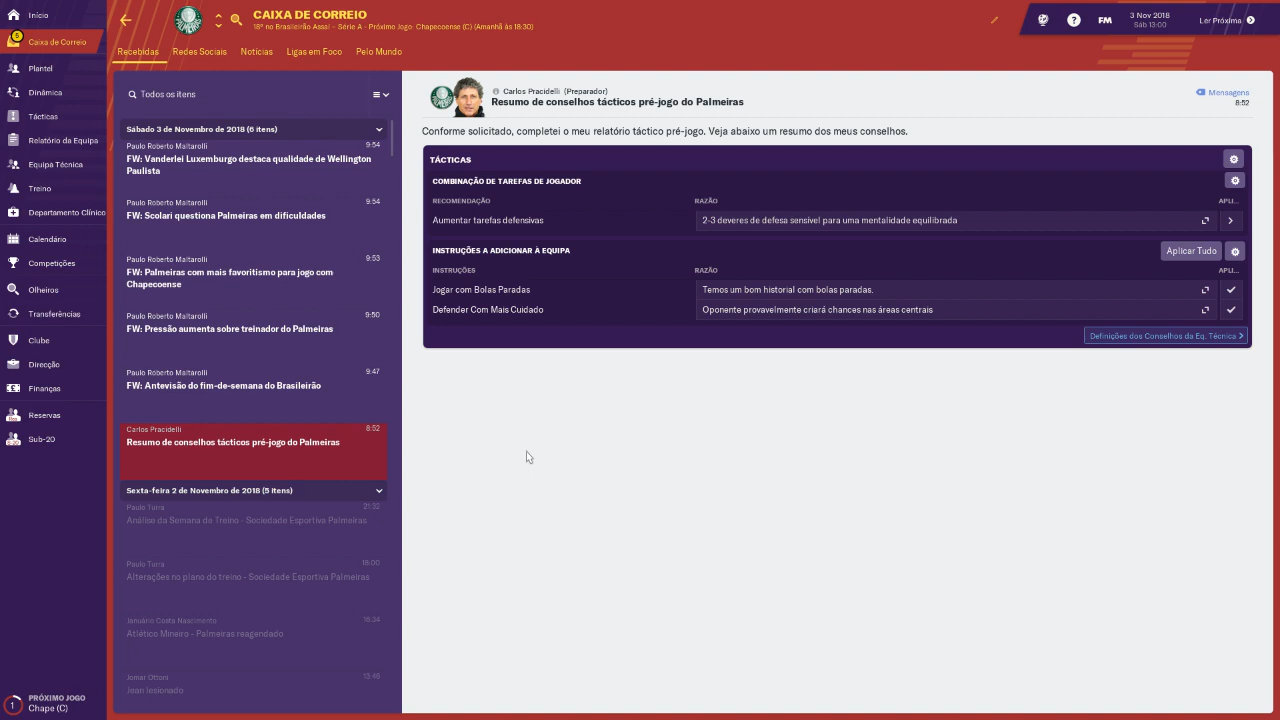 Início
5
Caixa de Correio
Plantel
Dinâmica
Tácticas
Relatório da Equipa
Equipa Técnica
Treino
Departamento Clínico
Calendário
Competições
Olheiros
Transferências
Clube
Direcção
Finanças
Reservas
Sub-20
1
PRÓXIMO JOGO
Chape (C)
CAIXA DE CORREIO
18º no Brasileirão Assaí - Série A - Próximo Jogo: Chapecoense (C) (Amanhã às 18:30)
FM
3 Nov 2018
Sáb 13:00
Ler Próxima
Recebidas
Redes Sociais
Notícias
Ligas em Foco
Pelo Mundo
Todos os itens
Sábado 3 de Novembro de 2018 (6 itens)
Paulo Roberto Maltarolli 9:54
FW: Vanderlei Luxemburgo destaca qualidade de Wellington
Paulista
Paulo Roberto Maltarolli 9:54
FW: Scolari questiona Palmeiras em dificuldades
Paulo Roberto Maltarolli 9:53
FW: Palmeiras com mais favoritismo para jogo com
Chapecoense
Paulo Roberto Maltarolli 9:50
FW: Pressão aumenta sobre treinador do Palmeiras
Paulo Roberto Maltarolli 9:47
FW: Antevisão do fim-de-semana do Brasileirão
Carlos Pracidelli 8:52
Resumo de conselhos tácticos pré-jogo do Palmeiras
Sexta-feira 2 de Novembro de 2018 (5 itens)
Paulo Turra 21:32
Análise da Semana de Treino - Sociedade Esportiva Palmeiras
Paulo Turra 18:00
Alterações no plano do treino - Sociedade Esportiva Palmeiras
Januário Costa Nascimento 16:34
Atlético Mineiro - Palmeiras reagendado
Jomar Ottoni 13:40
Jean lesionado
Carlos Pracidelli (Preparador)
Resumo de conselhos tácticos pré-jogo do Palmeiras
Mensagens
8:52
Conforme solicitado, completei o meu relatório táctico pré-jogo. Veja abaixo um resumo dos meus conselhos.
TÁCTICAS
COMBINAÇÃO DE TAREFAS DE JOGADOR
RECOMENDAÇÃO RAZÃO APLI...
Aumentar tarefas defensivas 2-3 deveres de defesa sensível para uma mentalidade equilibrada
INSTRUÇÕES A ADICIONAR À EQUIPA Aplicar Tudo
INSTRUÇÕES RAZÃO APLI...
Jogar com Bolas Paradas Temos um bom historial com bolas paradas.
Defender Com Mais Cuidado Oponente provavelmente criará chances nas áreas centrais
Definições dos Conselhos da Eq. Técnica